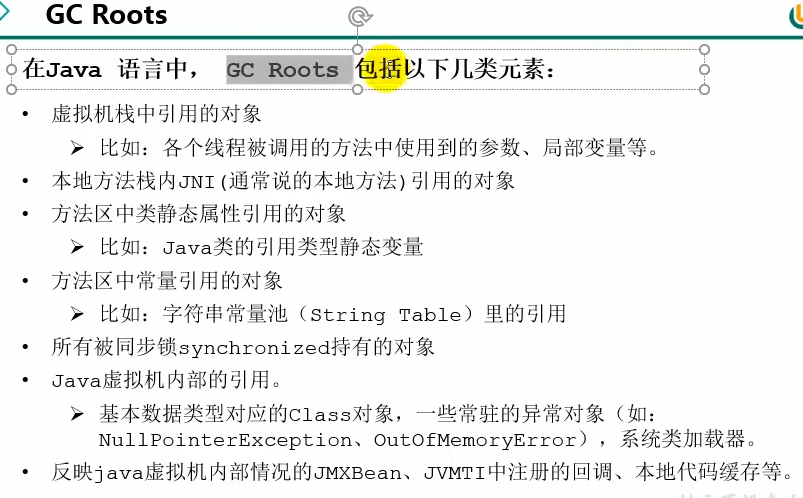 GC Roots
在Java 语言中， GC Roots 包括以下几类元素：
• 虚拟机栈中引用的对象
➢ 比如：各个线程被调用的方法中使用到的参数、局部变量等。
• 本地方法栈内JNI(通常说的本地方法)引用的对象
• 方法区中类静态属性引用的对象
➢ 比如：Java类的引用类型静态变量
• 方法区中常量引用的对象
➢ 比如：字符串常量池（String Table）里的引用
• 所有被同步锁synchronized持有的对象
• Java虚拟机内部的引用。
➢ 基本数据类型对应的Class对象，一些常驻的异常对象（如：
NullPointerException、OutOfMemoryError），系统类加载器。
• 反映java虚拟机内部情况的JMXBean、JVMTI中注册的回调、本地代码缓存等。